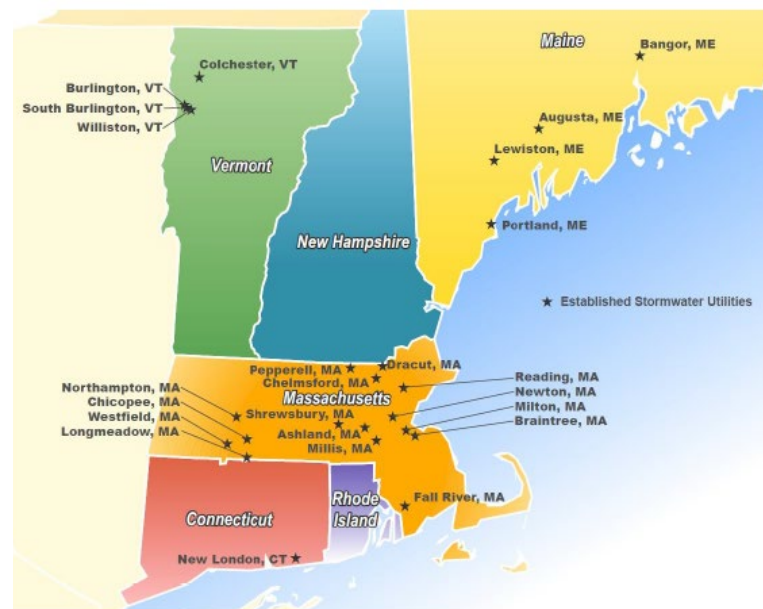 Maine
Bangor, ME
Colchester, VT
Burlington, VT
South Burlington, VT
Williston, VT
Augusta, ME
Lewiston, ME
Vermont
Portland, ME
New Hampshire
Established Stormwater Utilities
Pepperell, MA
Dracut, MA
Chelmsford, MA
Reading, MA
Northampton, MA
Massachusetts
Newton, MA
Chicopee, MA
Shrewsbury, MA
Milton, MA
Westfield, MA
Braintree, MA
Longmeadow, MA
Ashland, MA
Millis, MA
Rhode
Island
Fall River, MA
Connecticut
New London, CT